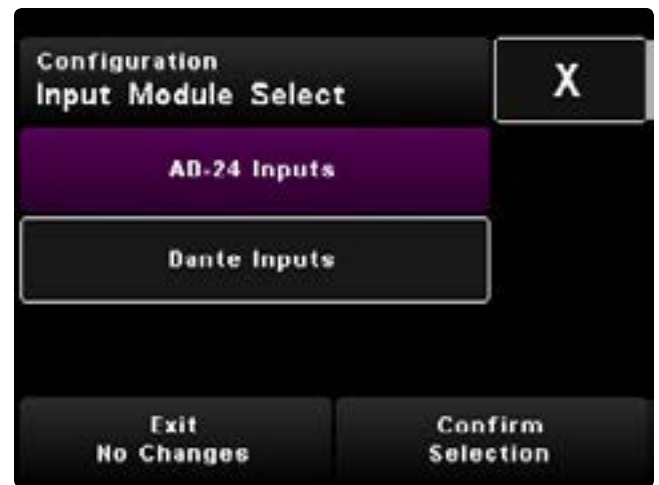 Configuration
Input Module Select
X
AD-24 Inputs
Dante Inputs
Exit
No Changes
Confirm
Selection